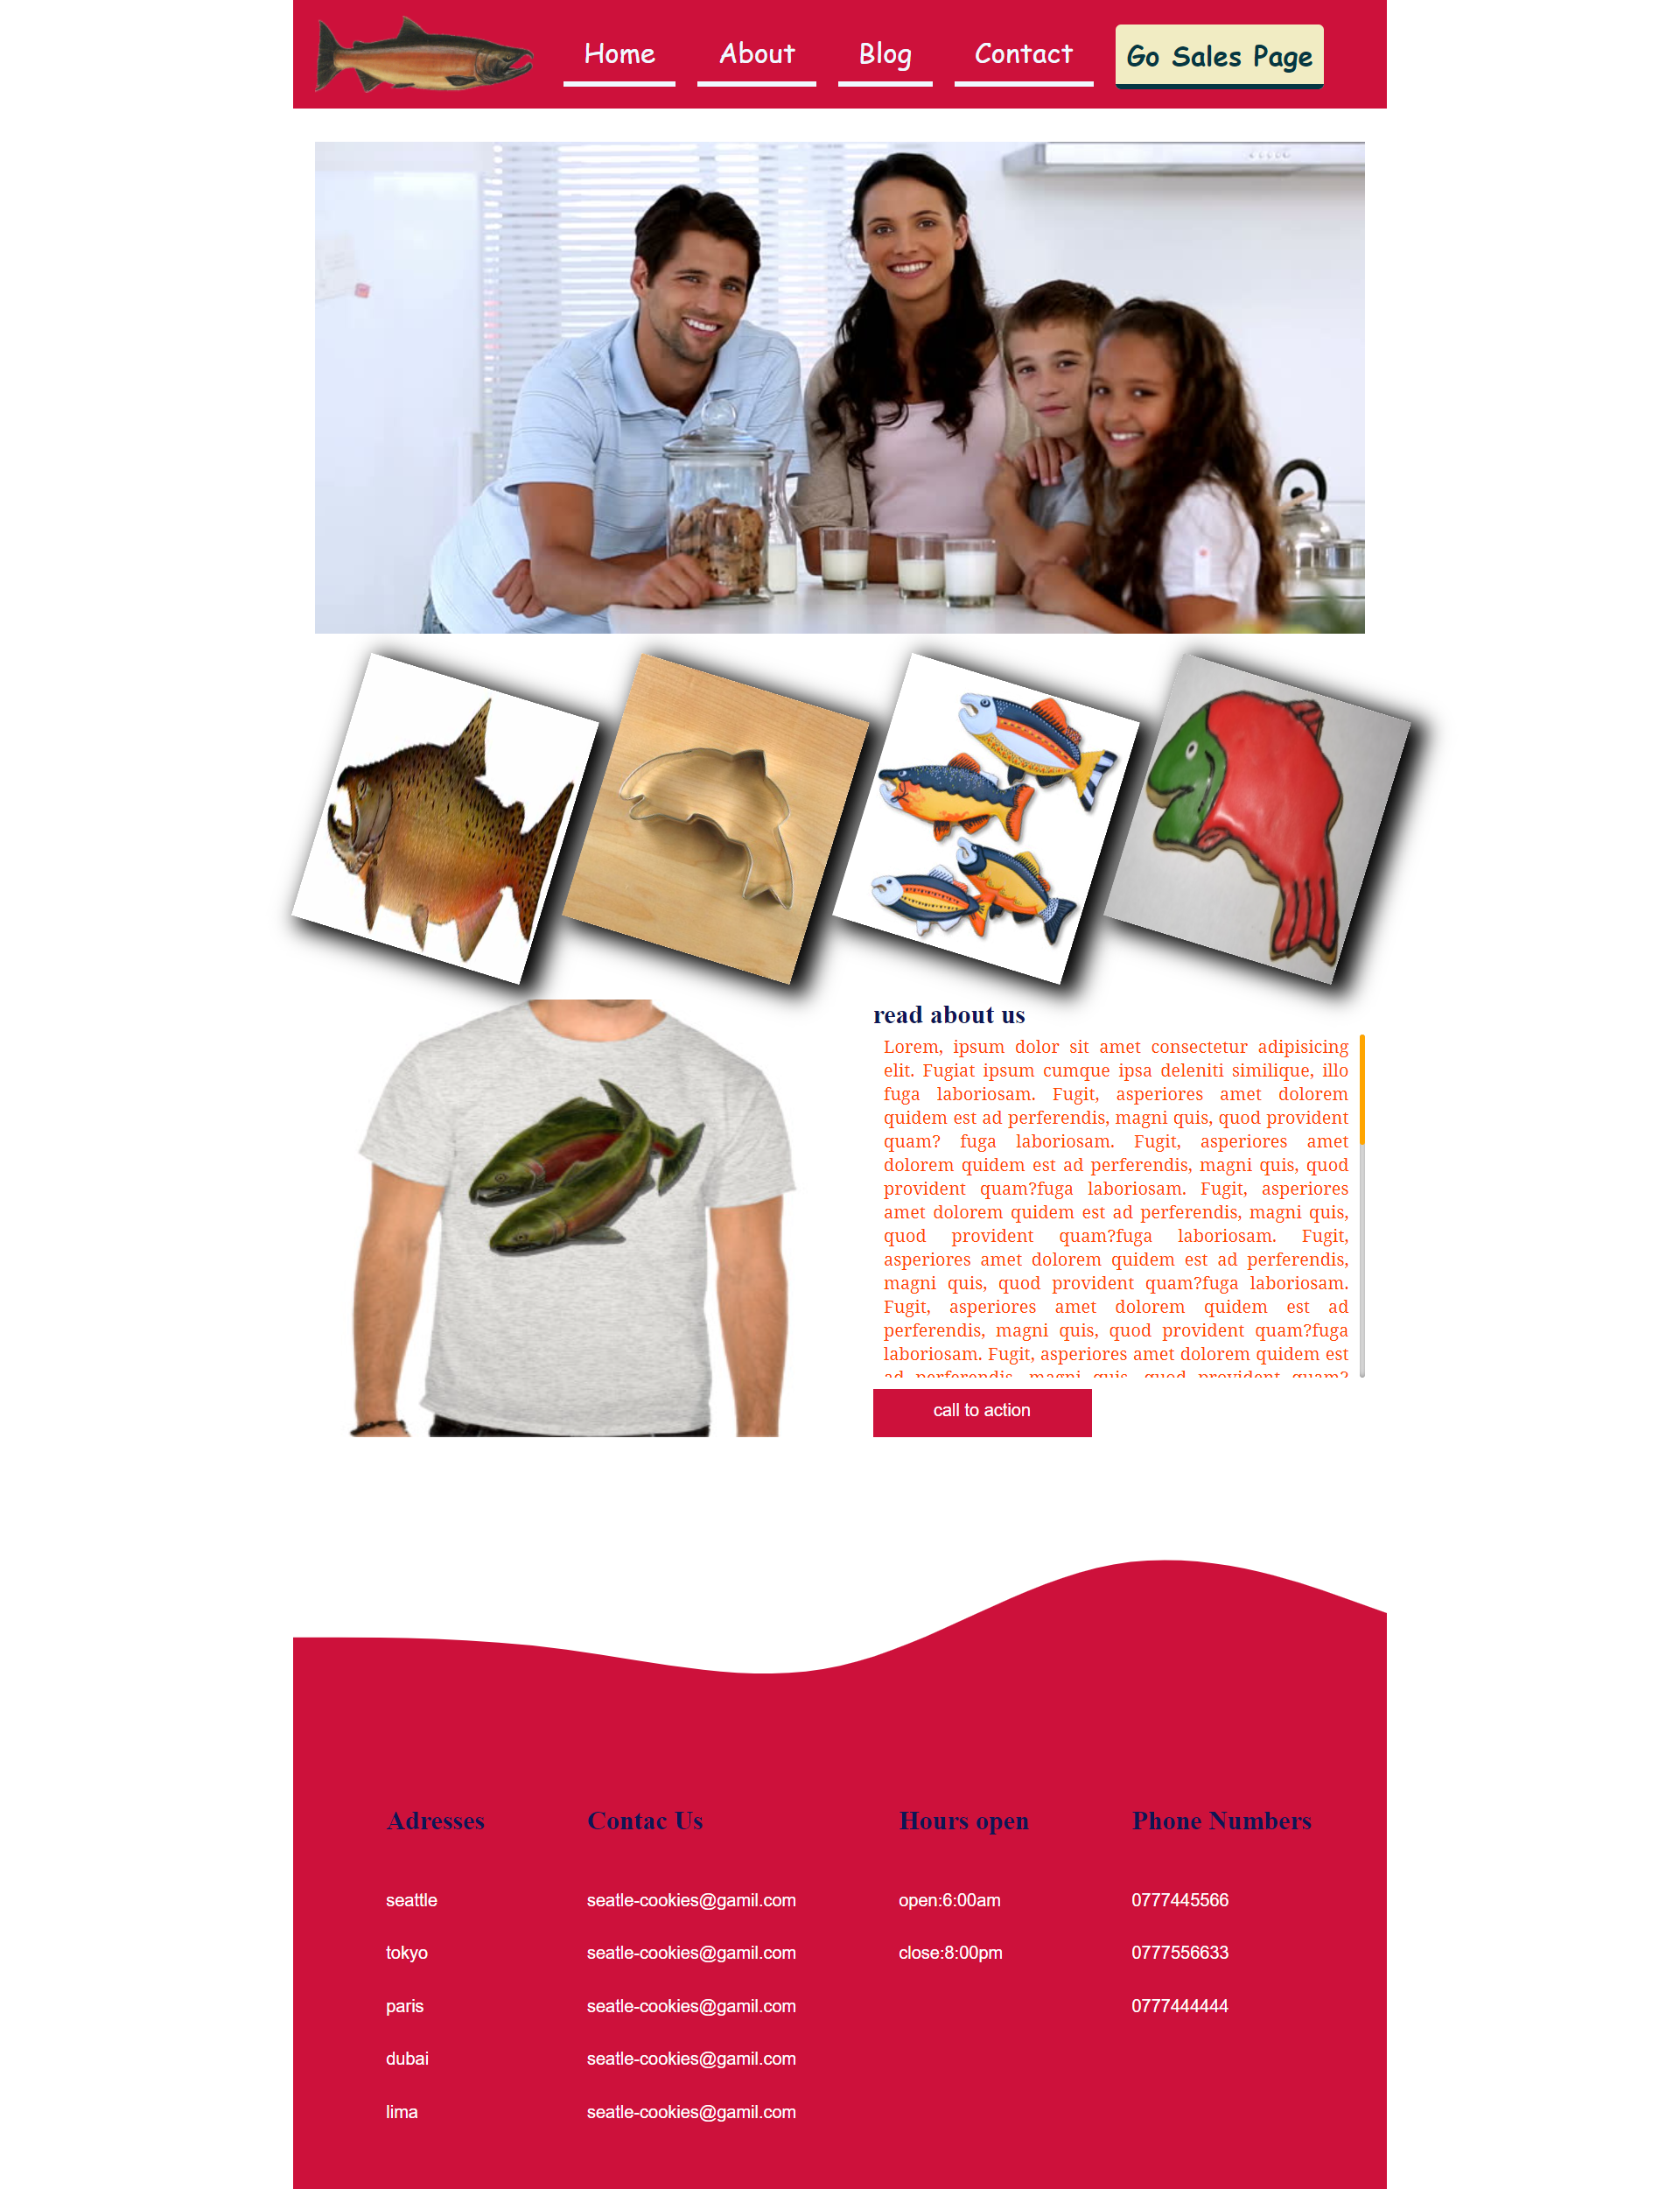 Home About Blog Contact Go Sales Page
read about us
Lorem, ipsum dolor sit amet consectetur adipisicing
elit. Fugiat ipsum cumque ipsa deleniti similique, illo
fuga laboriosam. Fugit, asperiores amet dolorem
quidem est ad perferendis, magni quis, quod provident
quam? fuga laboriosam. Fugit, asperiores amet
dolorem quidem est ad perferendis, magni quis, quod
provident quam?fuga laboriosam. Fugit, asperiores
amet dolorem quidem est ad perferendis, magni quis,
quod provident quam?fuga laboriosam. Fugit,
asperiores amet dolorem quidem est ad perferendis,
magni quis, quod provident quam?fuga laboriosam.
Fugit, asperiores amet dolorem quidem est ad
perferendis, magni quis, quod provident quam?fuga
laboriosam. Fugit, asperiores amet dolorem quidem est
ad perferendis, magni quis, quod provident quam?
call to action
Adresses
seattle
tokyo
paris
dubai
lima
Contac Us
seatle-cookies@gamil.com
seatle-cookies@gamil.com
seatle-cookies@gamil.com
seatle-cookies@gamil.com
seatle-cookies@gamil.com
Hours open
open:6:00am
close:8:00pm
Phone Numbers
0777445566
0777556633
0777444444